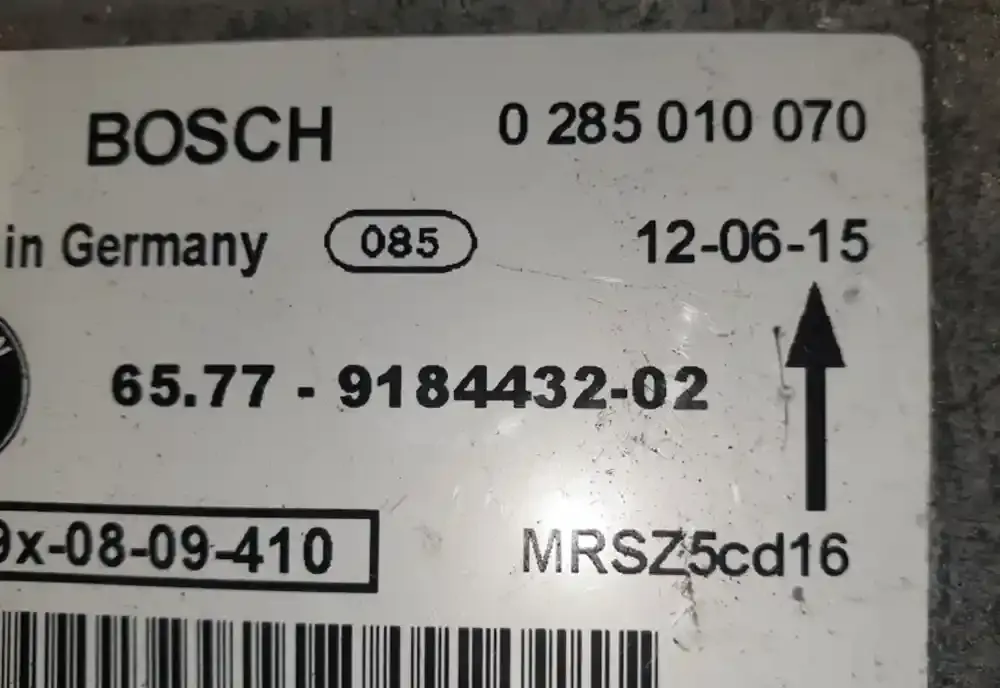 BOSCH 0 285 010 070
in Germany 085 12-06-15
65.77 - 9184432-02
9x-08-09-410 MRSZ5cd16